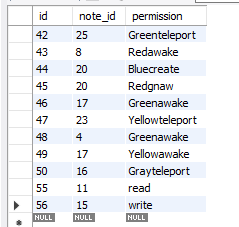 id note_id permission
42 25 Greenteleport
43 8 Redawake
44 20 Bluecreate
45 20 Redgnaw
46 17 Greenawake
47 23 Yellowteleport
48 4 Greenawake
49 17 Yellowawake
50 16 Grayteleport
55 11 read
56 15 write
NULL NULL NULL